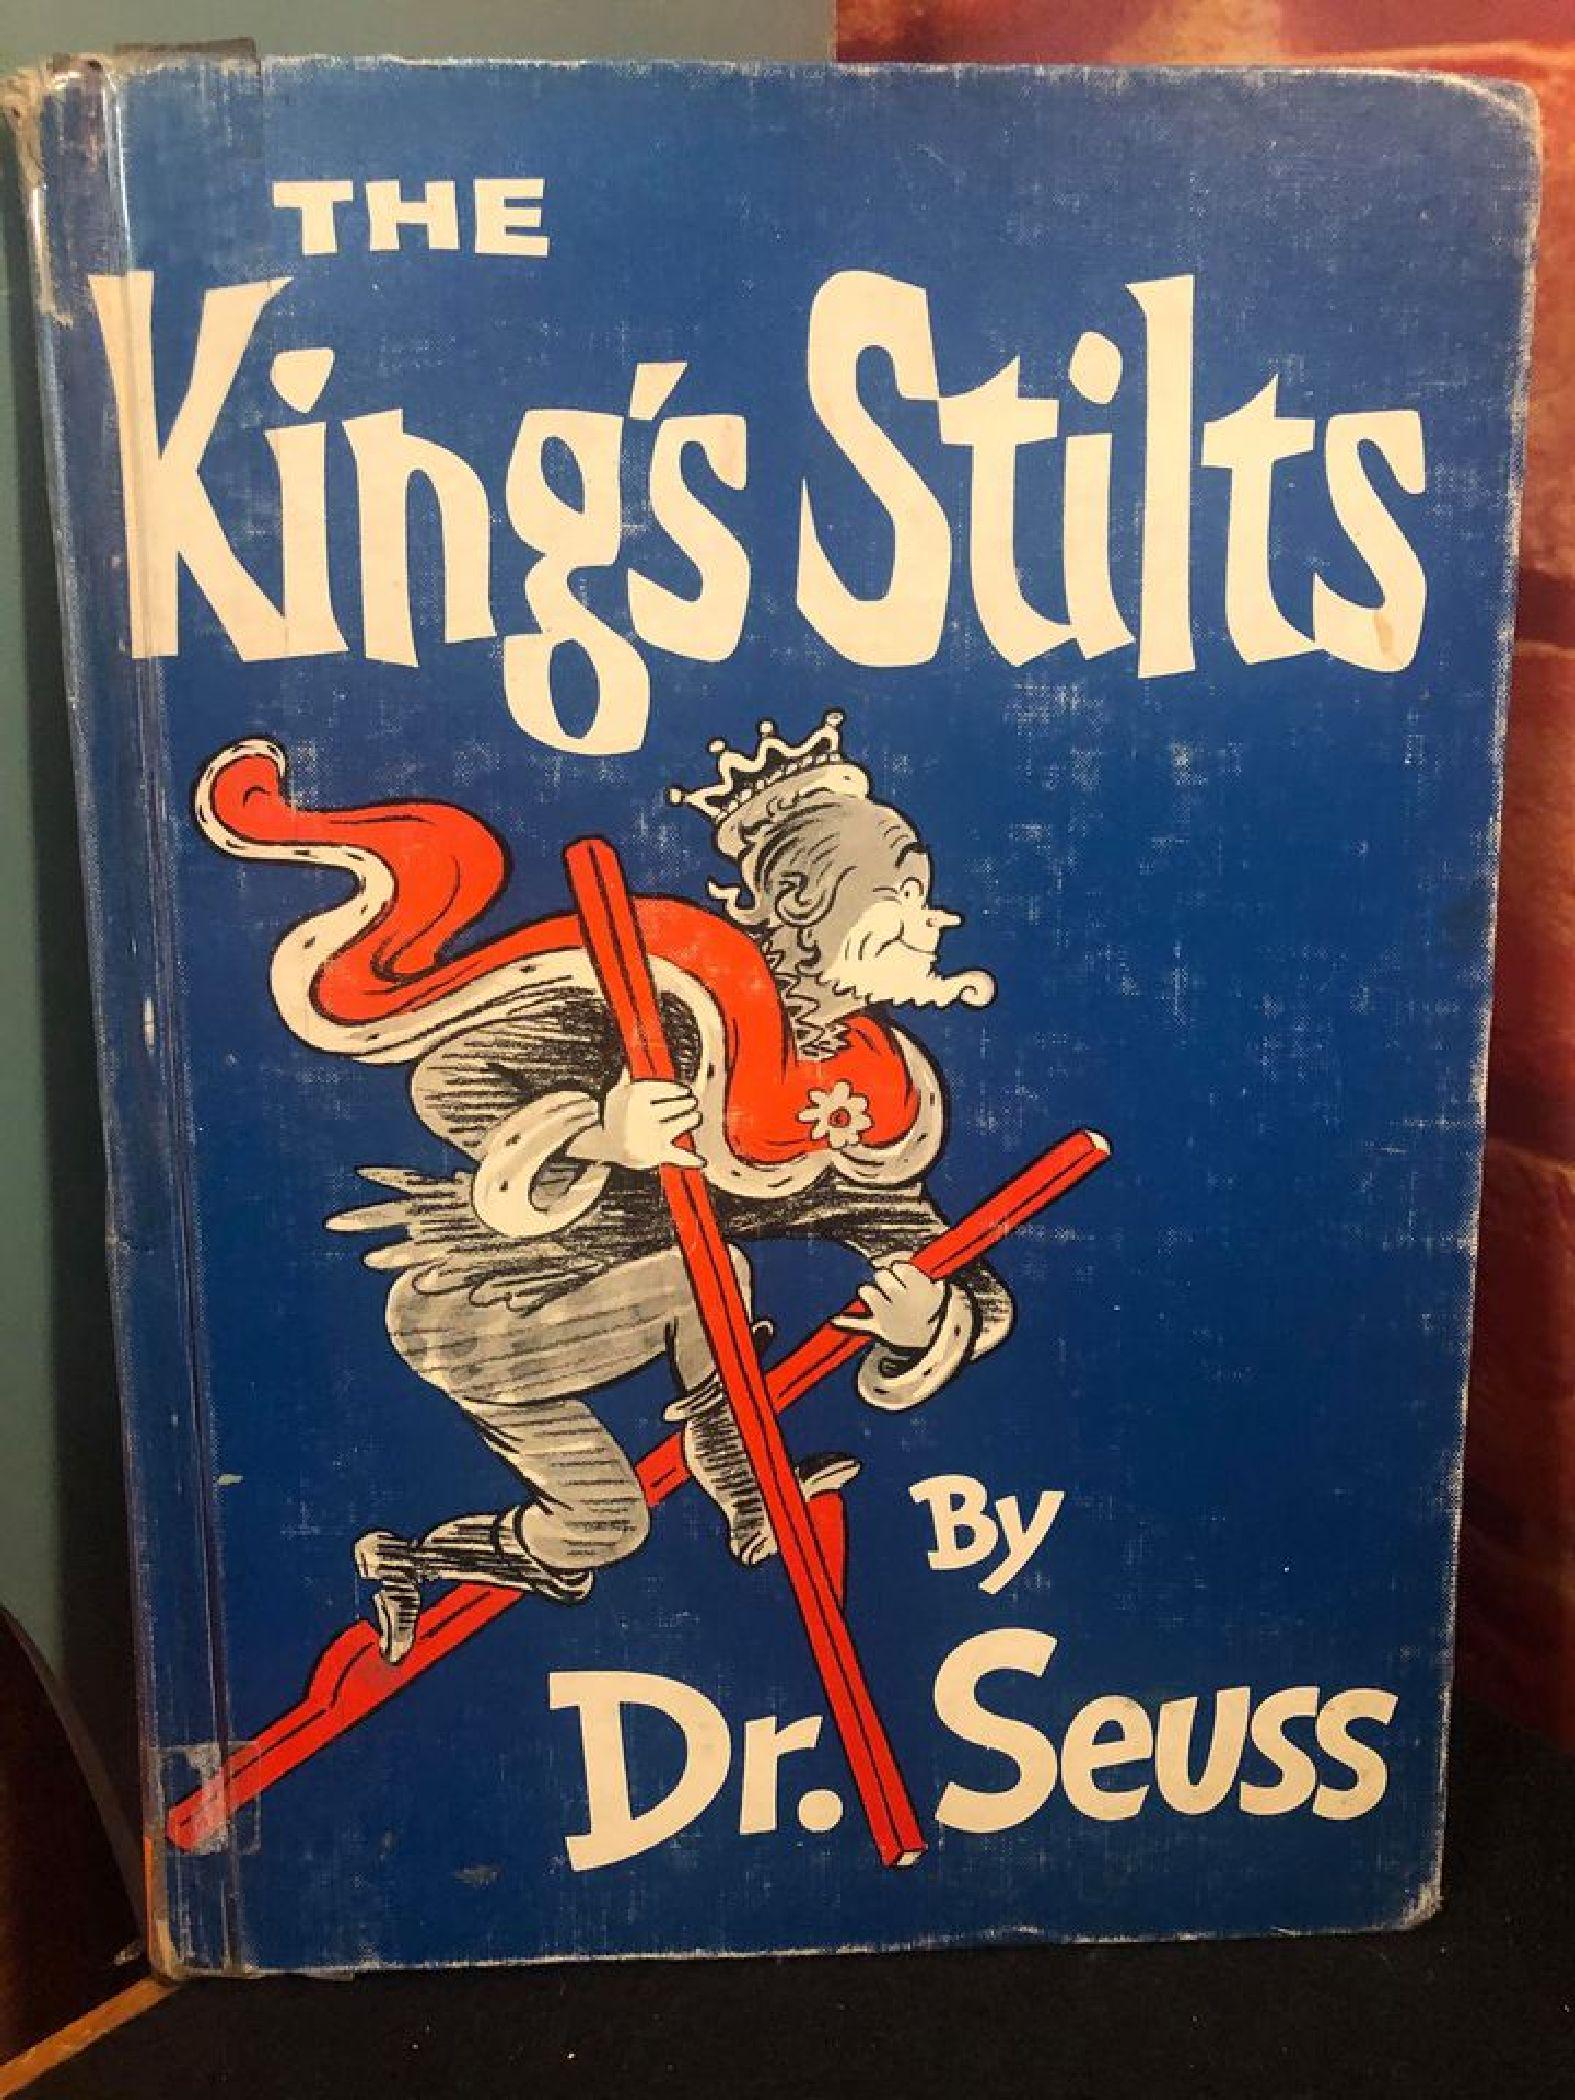 THE
King's Stilts
By
Dr. Seuss